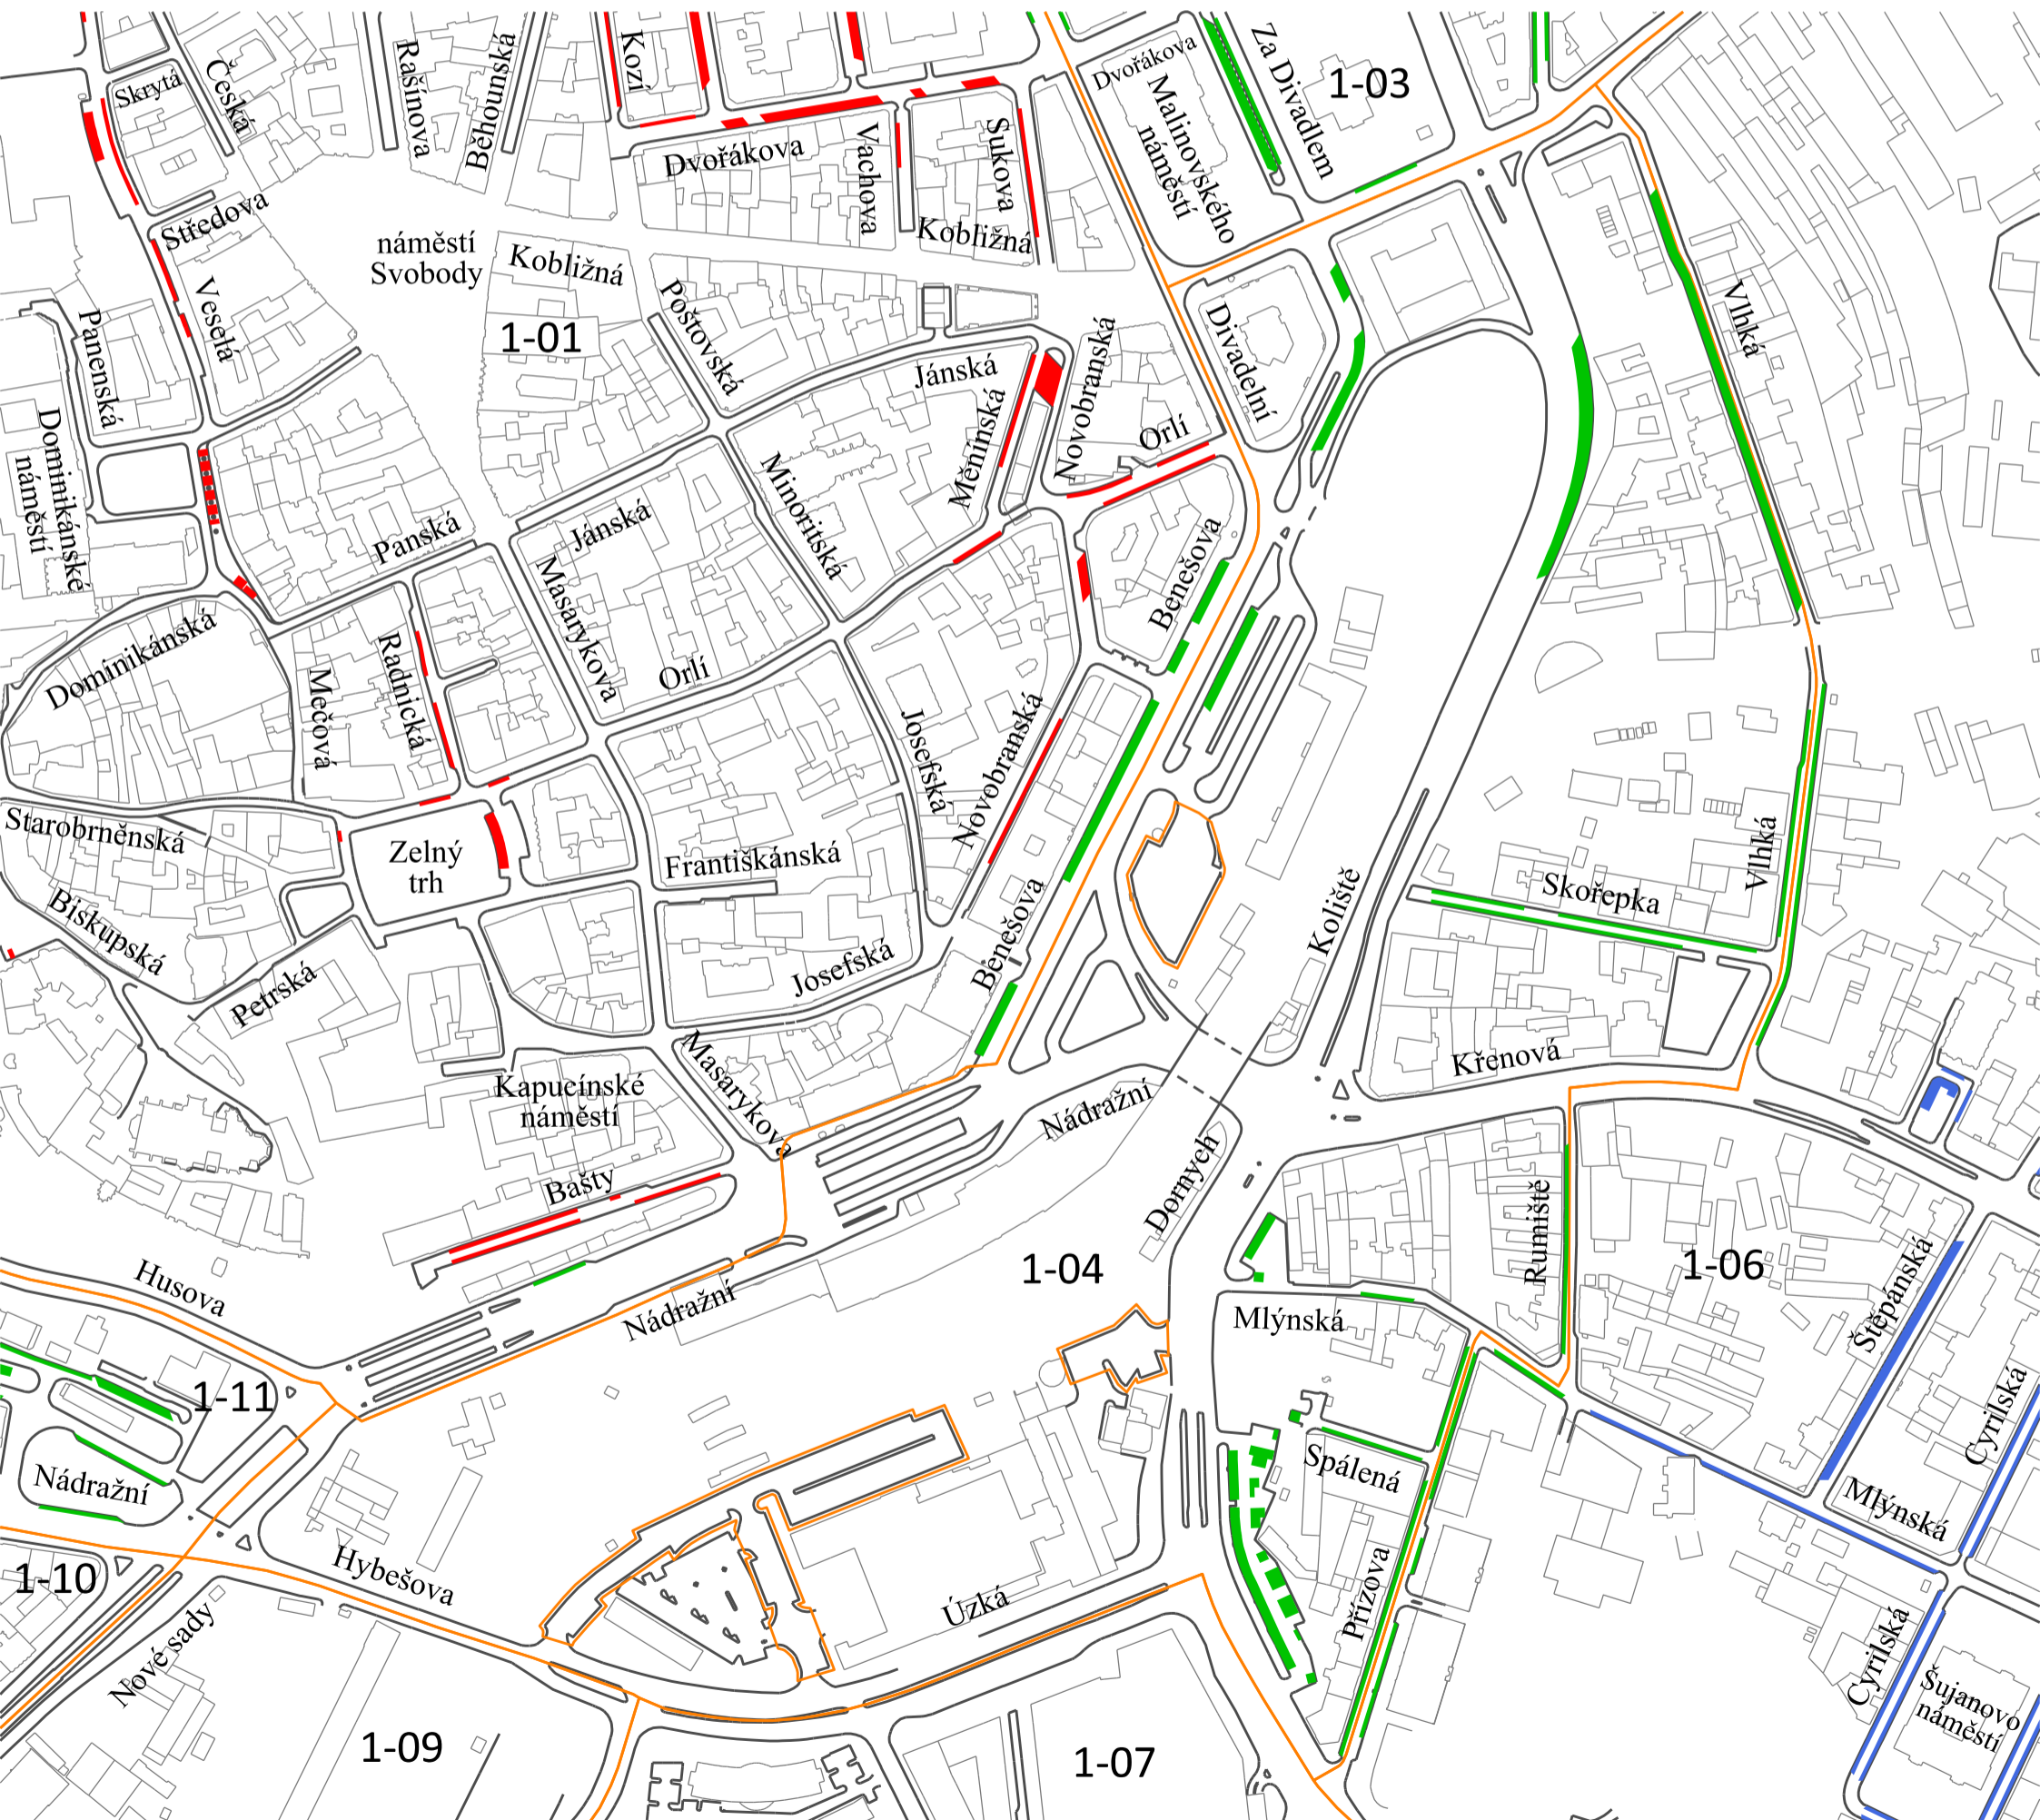 Skrytá
Česká
Rašínova
Běhounská
Kozí
Dvořákova
Za Divadlem
1-03
Malinovského
náměstí
Dvořákova
Vachova
Sukova
Kobližná
Středova
náměstí
Svobody
Kobližná
Veselá
Panenská
1-01
Poštovská
Jánská
Novobranská
Divadelní
Vlhká
Dominikánské
náměstí
Měnínská
Orlí
Panská
Jánská
Minoritská
Benešova
Masarykova
Dominikánská
Radnická
Mečová
Orlí
Josefská
Novobranská
Starobrněnská
Zelný
trh
Františkánská
Vlhká
Skořepka
Koliště
Biskupská
Petrská
Josefská
Benešova
Křenová
Kapucínské
náměstí
Masarykova
Nádražní
Dornych
Bašty
Rumiště
1-04
1-06
Štěpánská
Husova
Nádražní
Mlýnská
1-11
Cyrilská
Nádražní
Spálená
Mlýnská
1-10
Hybešova
Úzká
Přízova
Nové sady
Cyrilská
Šujanovo
náměstí
1-09
1-07